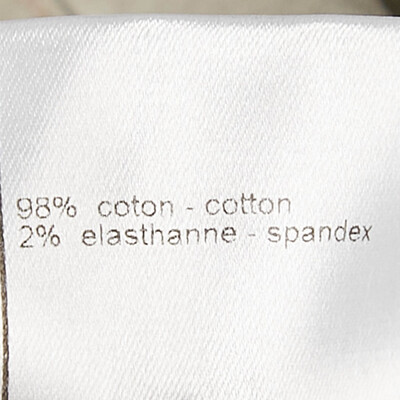 98% coton - cotton
2% elasthanne - spandex